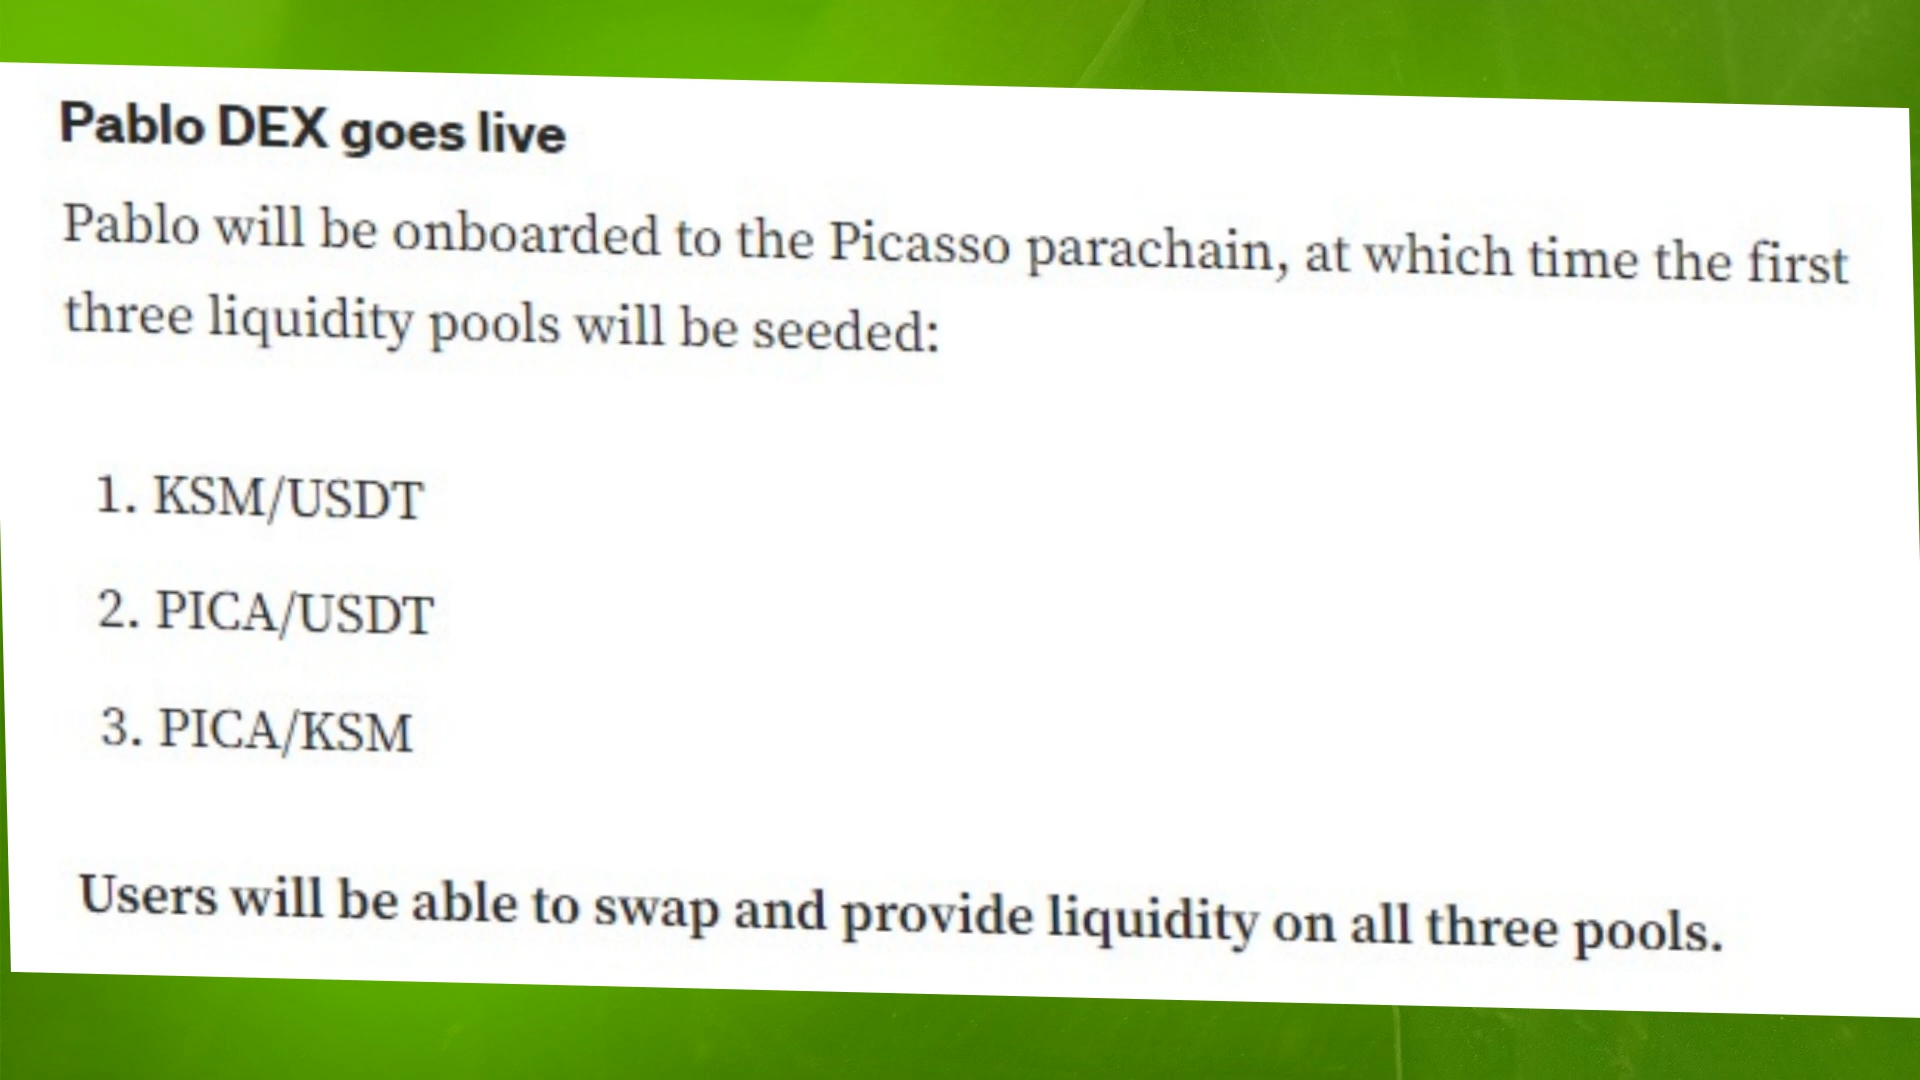 Pablo DEX goes live
Pablo will be onboarded to the Picasso parachain, at which time the first
three liquidity pools will be seeded:
1. KSM/USDT
2. PICA/USDT
3. PICA/KSM
Users will be able to swap and provide liquidity on all three pools.